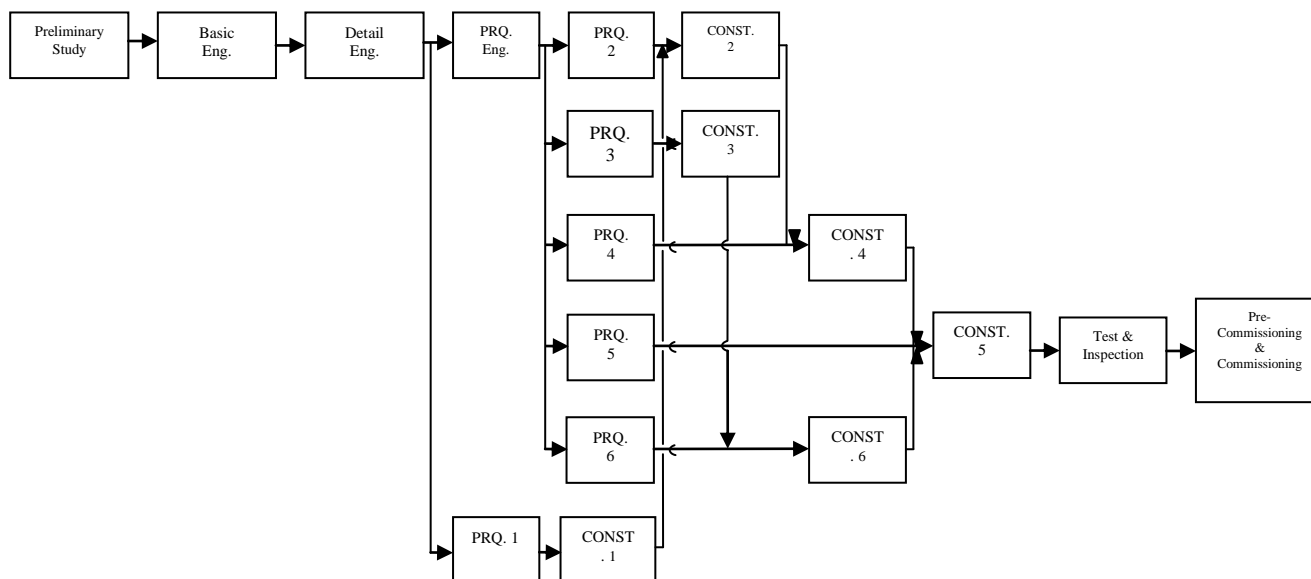 Preliminary
Study
Basic
Eng.
Detail
Eng.
PRQ.
Eng.
PRQ.
2
CONST.
2
PRQ.
3
CONST.
3
PRQ.
4
CONST
. 4
PRQ.
5
CONST.
5
Test &
Inspection
Pre-
Commissioning
&
Commissioning
PRQ.
6
CONST
. 6
PRQ. 1
CONST
. 1